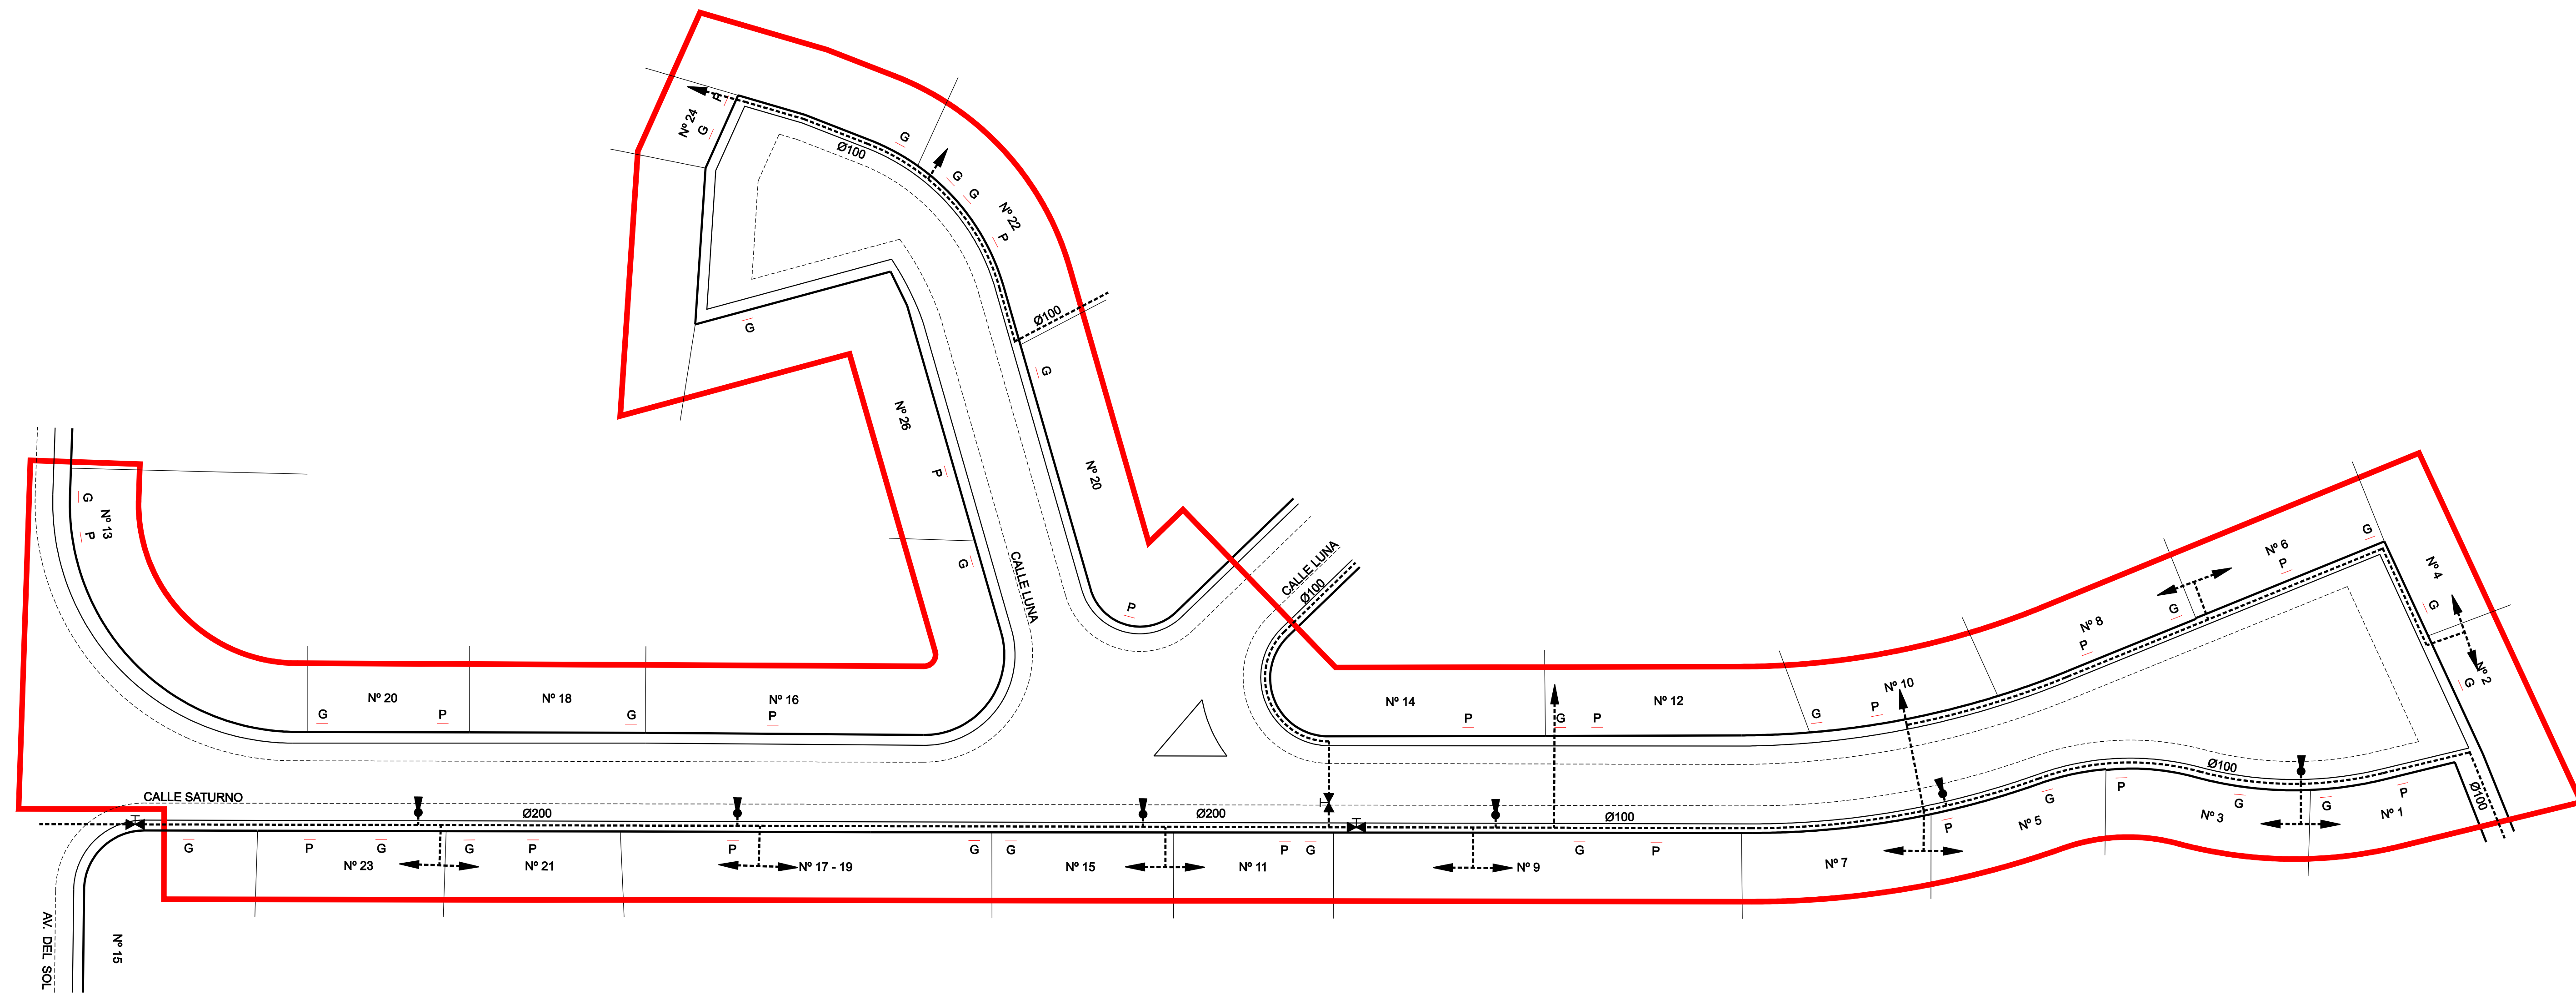 P
Nº 24
G
Ø100
G
G
G
Nº 22
P
Ø100
G
G
Nº 26
P
Nº 20
G
CALLE LUNA
P
CALLE LUNA
Ø100
G
Nº 13
P
Nº 20
G
P
Nº 18
G
Nº 16
P
Nº 14
P
G
P
Nº 12
G
P
Nº 10
Nº 8
P
G
Nº 6
P
G
Nº 4
G
Nº 2
G
CALLE SATURNO
Ø200
Ø200
Ø100
Ø100
Ø100
G
P
G
Nº 23
G
P
Nº 21
P
Nº 17 - 19
G
G
Nº 15
P
G
Nº 11
Nº 9
G
P
Nº 7
P
Nº 5
G
P
Nº 3
G
G
Nº 1
P
AV. DEL SOL
Nº 15